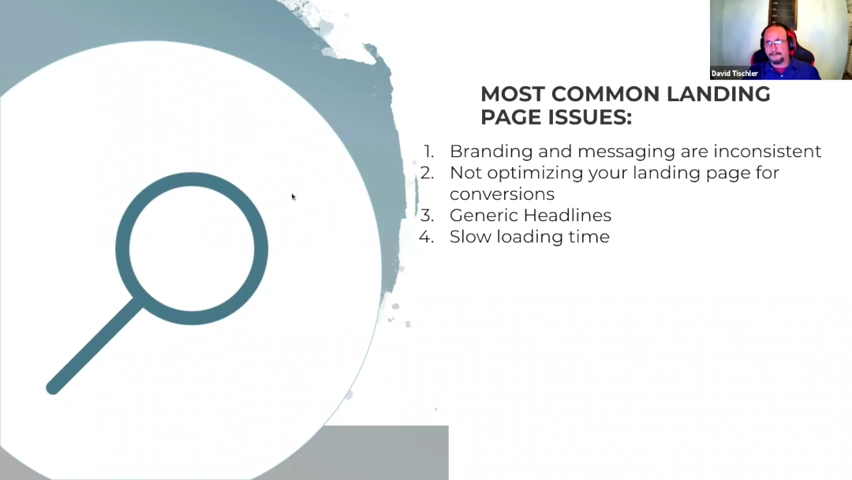 David Tischler
MOST COMMON LANDING
PAGE ISSUES:
1. Branding and messaging are inconsistent
2. Not optimizing your landing page for
conversions
3. Generic Headlines
4. Slow loading time